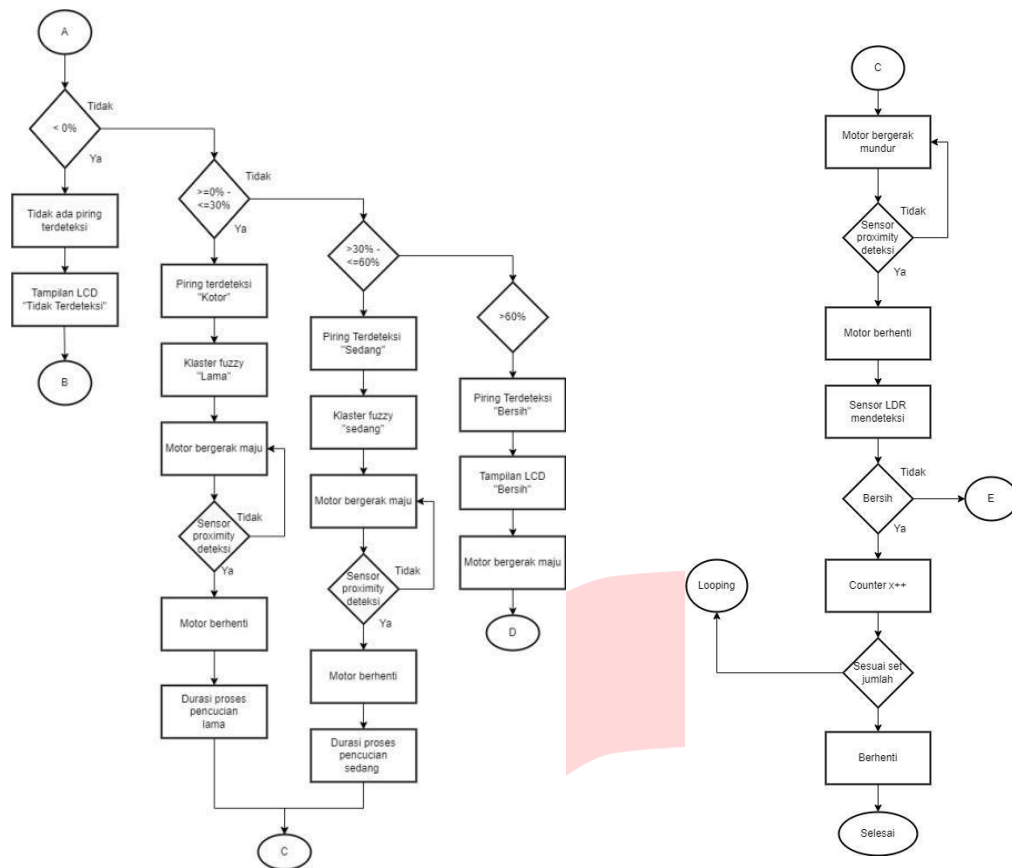 A
< 0%
Tidak
Ya
Tidak ada piring
terdeteksi
Tampilan LCD
"Tidak Terdeteksi"
B
>=0% -
<=30%
Tidak
Ya
Piring terdeteksi
"Kotor"
Klaster fuzzy
"Lama"
Motor bergerak maju
Sensor
proximity
deteksi
Tidak
Ya
Motor berhenti
Durasi proses
pencucian
lama
>30% -
<=60%
Piring Terdeteksi
"Sedang"
Klaster fuzzy
"sedang"
Motor bergerak maju
Sensor
proximity
deteksi
Tidak
Ya
Motor berhenti
Durasi proses
pencucian
sedang
C
>60%
Piring Terdeteksi
"Bersih"
Tampilan LCD
"Bersih"
Motor bergerak maju
D
C
Motor bergerak
mundur
Sensor
proximity
deteksi
Tidak
Ya
Motor berhenti
Sensor LDR
mendeteksi
Bersih
Tidak
E
Ya
Counter x++
Looping
Sesuai set
jumlah
Berhenti
Selesai